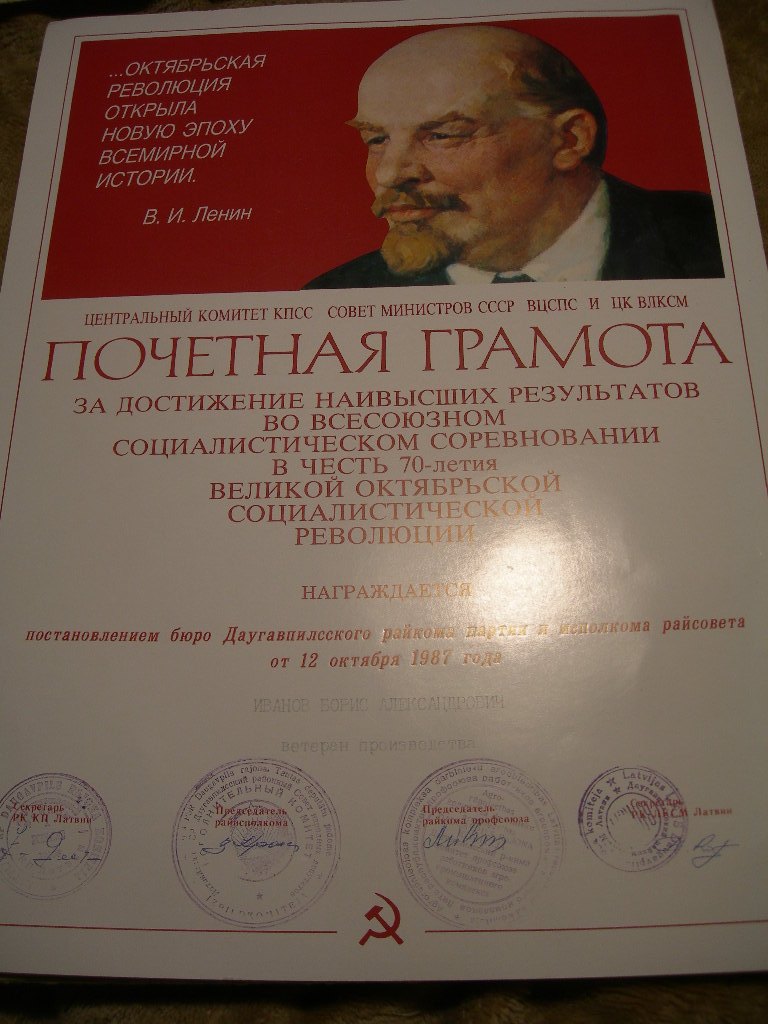 ...ОКТЯБРЬСКАЯ
РЕВОЛЮЦИЯ
ОТКРЫЛА
НОВУЮ ЭПОХУ
ВСЕМИРНОЙ
ИСТОРИИ.
В. И. Ленин
ЦЕНТРАЛЬНЫЙ КОМИТЕТ КПСС СОВЕТ МИНИСТРОВ СССР ВЦСПС И ЦК ВЛКСМ
ПОЧЕТНАЯ ГРАМОТА
ЗА ДОСТИЖЕНИЕ НАИВЫСШИХ РЕЗУЛЬТАТОВ
ВО ВСЕСОЮЗНОМ
СОЦИАЛИСТИЧЕСКОМ СОРЕВНОВАНИИ
В ЧЕСТЬ 70-летия
ВЕЛИКОЙ ОКТЯБРЬСКОЙ
СОЦИАЛИСТИЧЕСКОЙ
РЕВОЛЮЦИИ
НАГРАЖДАЕТСЯ
постановлением бюро Даугавпилсского райкома партии и исполкома райсовета
от 12 октября 1987 года
ИВАНОВ БОРИС АЛЕКСАНДРОВИЧ
ветеран производства
Секретарь
РК КП Латвии
Председатель
райисполкома
Председатель
райкома профсоюза
Секретарь
РК ЛКСМ Латвии